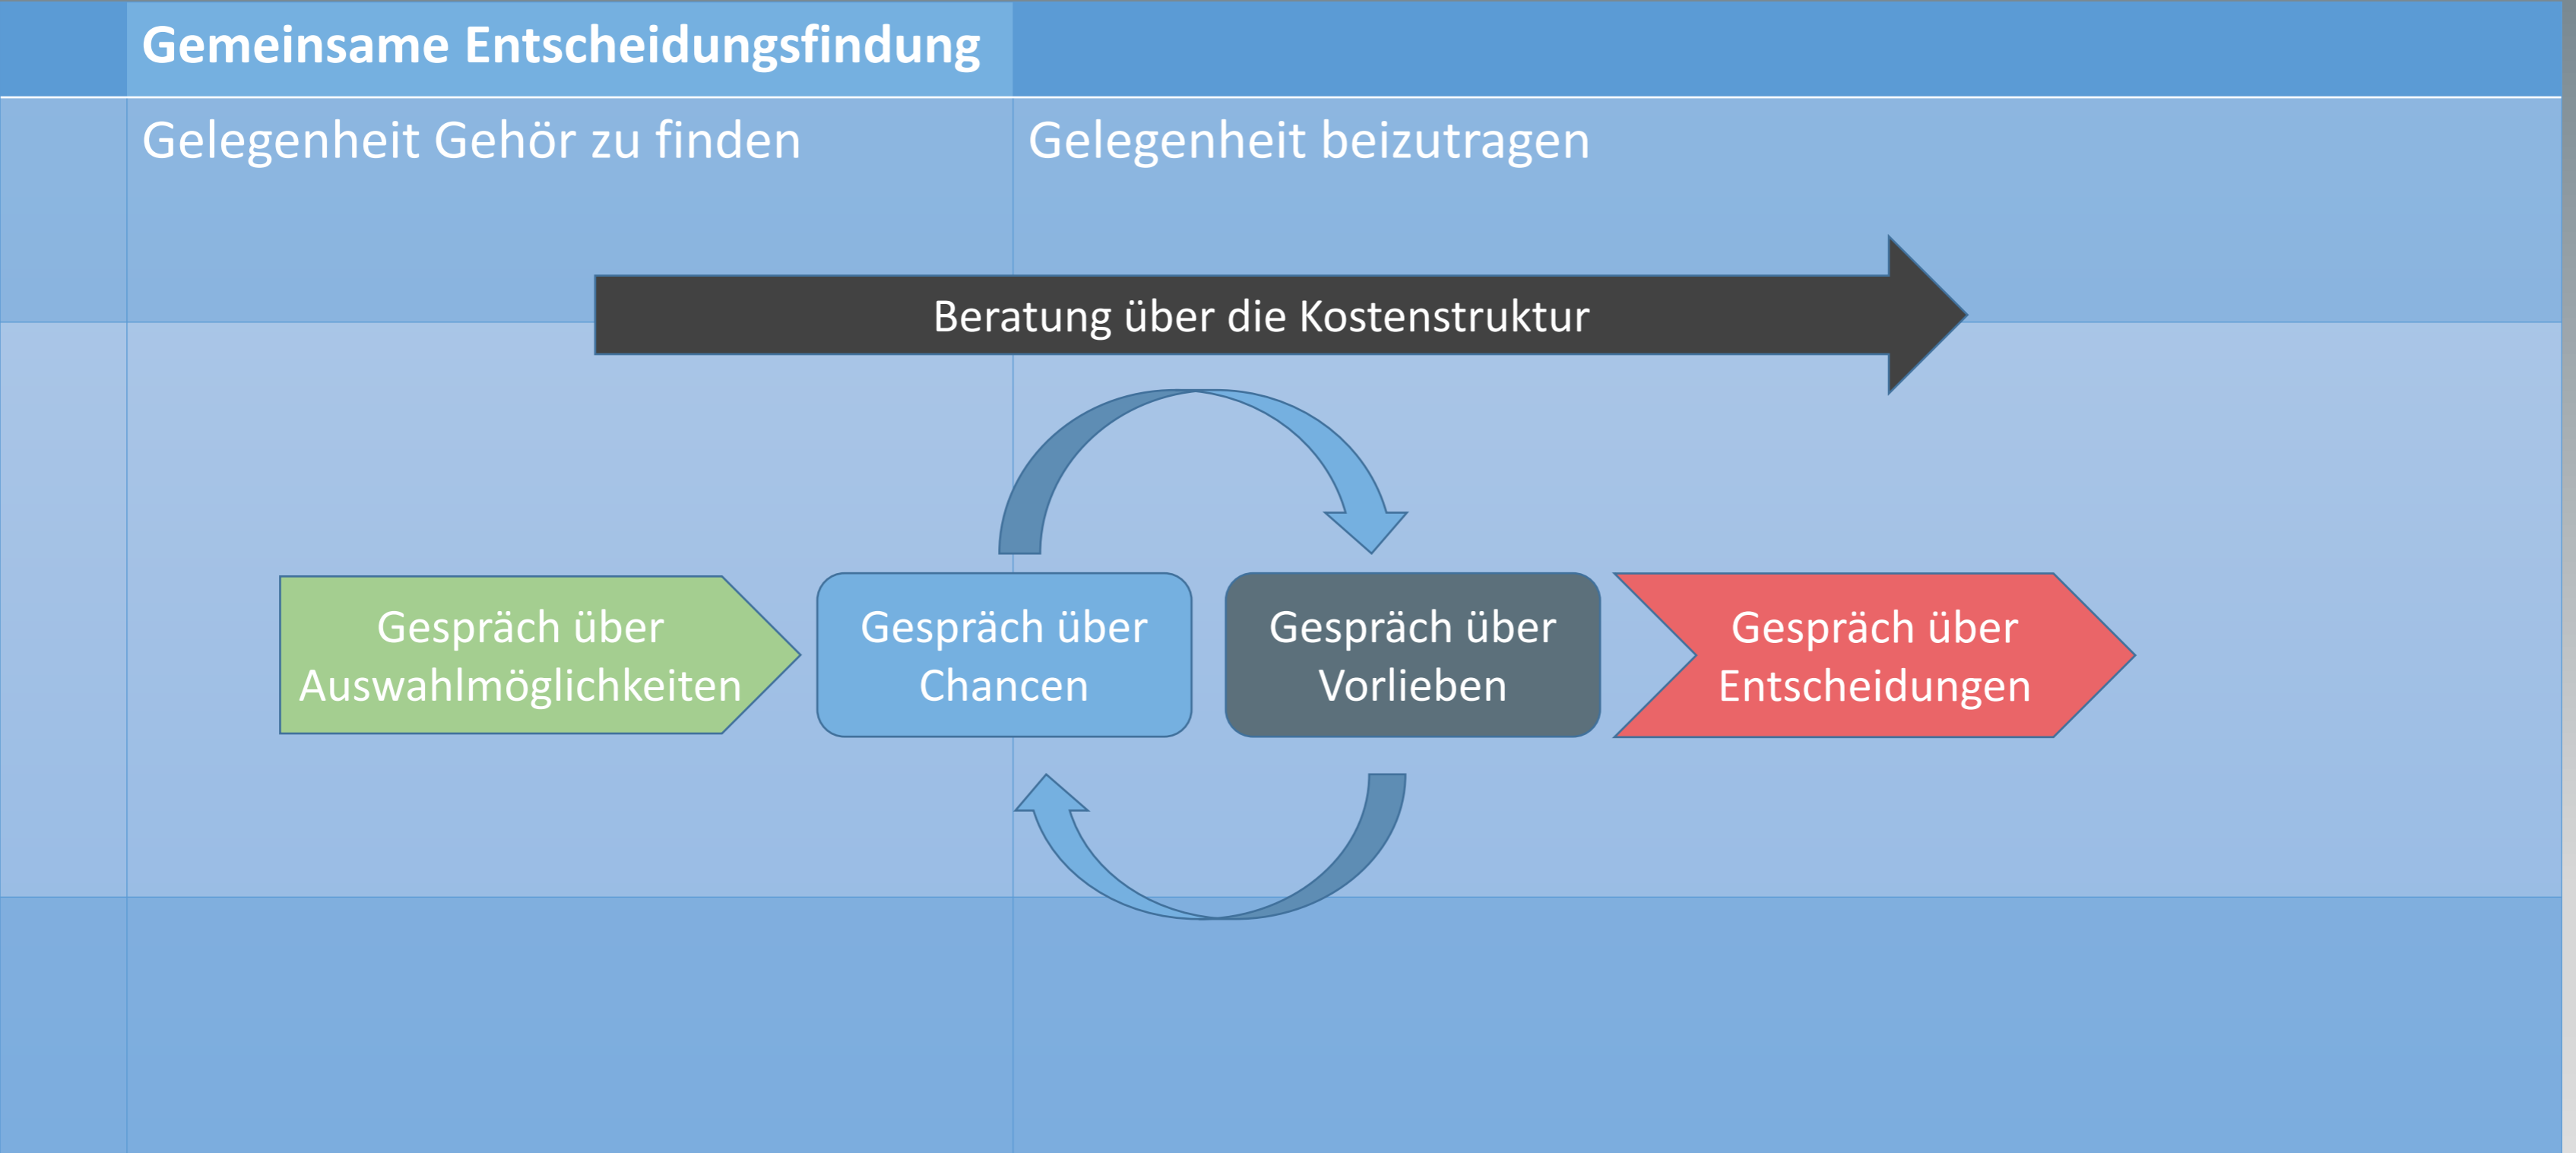 Gemeinsame Entscheidungsfindung
Gelegenheit Gehör zu finden
Gelegenheit beizutragen
Beratung über die Kostenstruktur
Gespräch über
Auswahlmöglichkeiten
Gespräch über
Chancen
Gespräch über
Vorlieben
Gespräch über
Entscheidungen